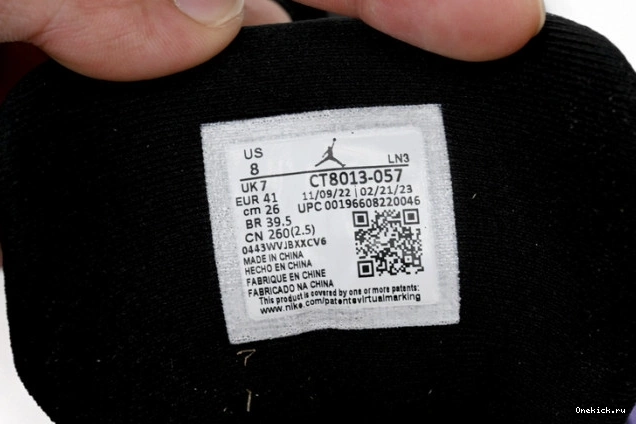 US
8
LN3
UK 7
CT8013-057
EUR 41
11/09/22 | 02/21/23
cm 26
UPC 00196608220046
BR 39.5
CN 260(2.5)
0443WVJBXXCV6
MADE IN CHINA
HECHO EN CHINA
FABRIQUE EN CHINE
FABRICADO NA CHINA
This product is covered by one or more patents:
www.nike.com/patentsvirtualmarking
Onekick.ru